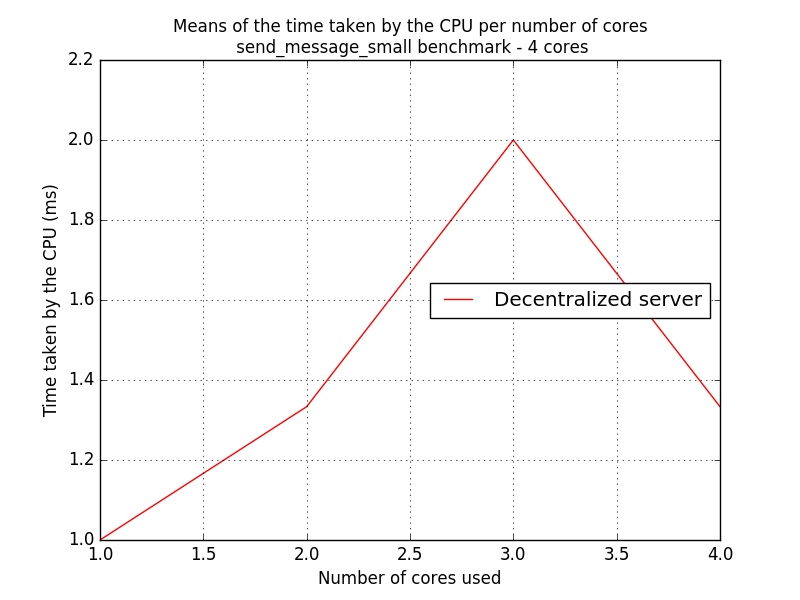 Means of the time taken by the CPU per number of cores
send_message_small benchmark - 4 cores
2.2
2.0
1.8
1.6
1.4
1.2
1.0
Time taken by the CPU (ms)
Decentralized server
1.0 1.5 2.0 2.5 3.0 3.5 4.0
Number of cores used